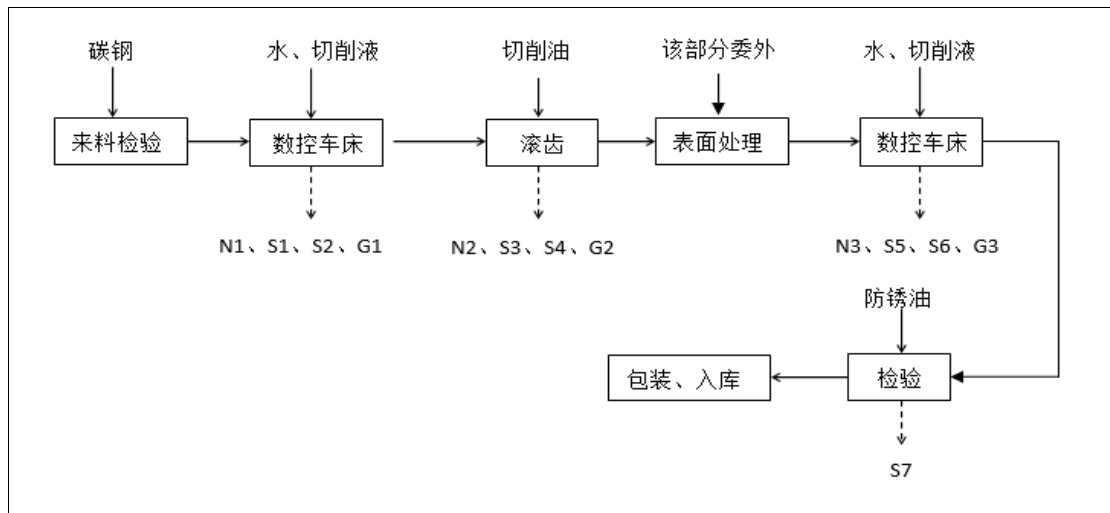 碳钢
水、切削液
切削油
该部分委外
水、切削液
来料检验
数控车床
滚齿
表面处理
数控车床
N1、S1、S2、G1
N2、S3、S4、G2
N3、S5、S6、G3
防锈油
包装、入库
检验
S7